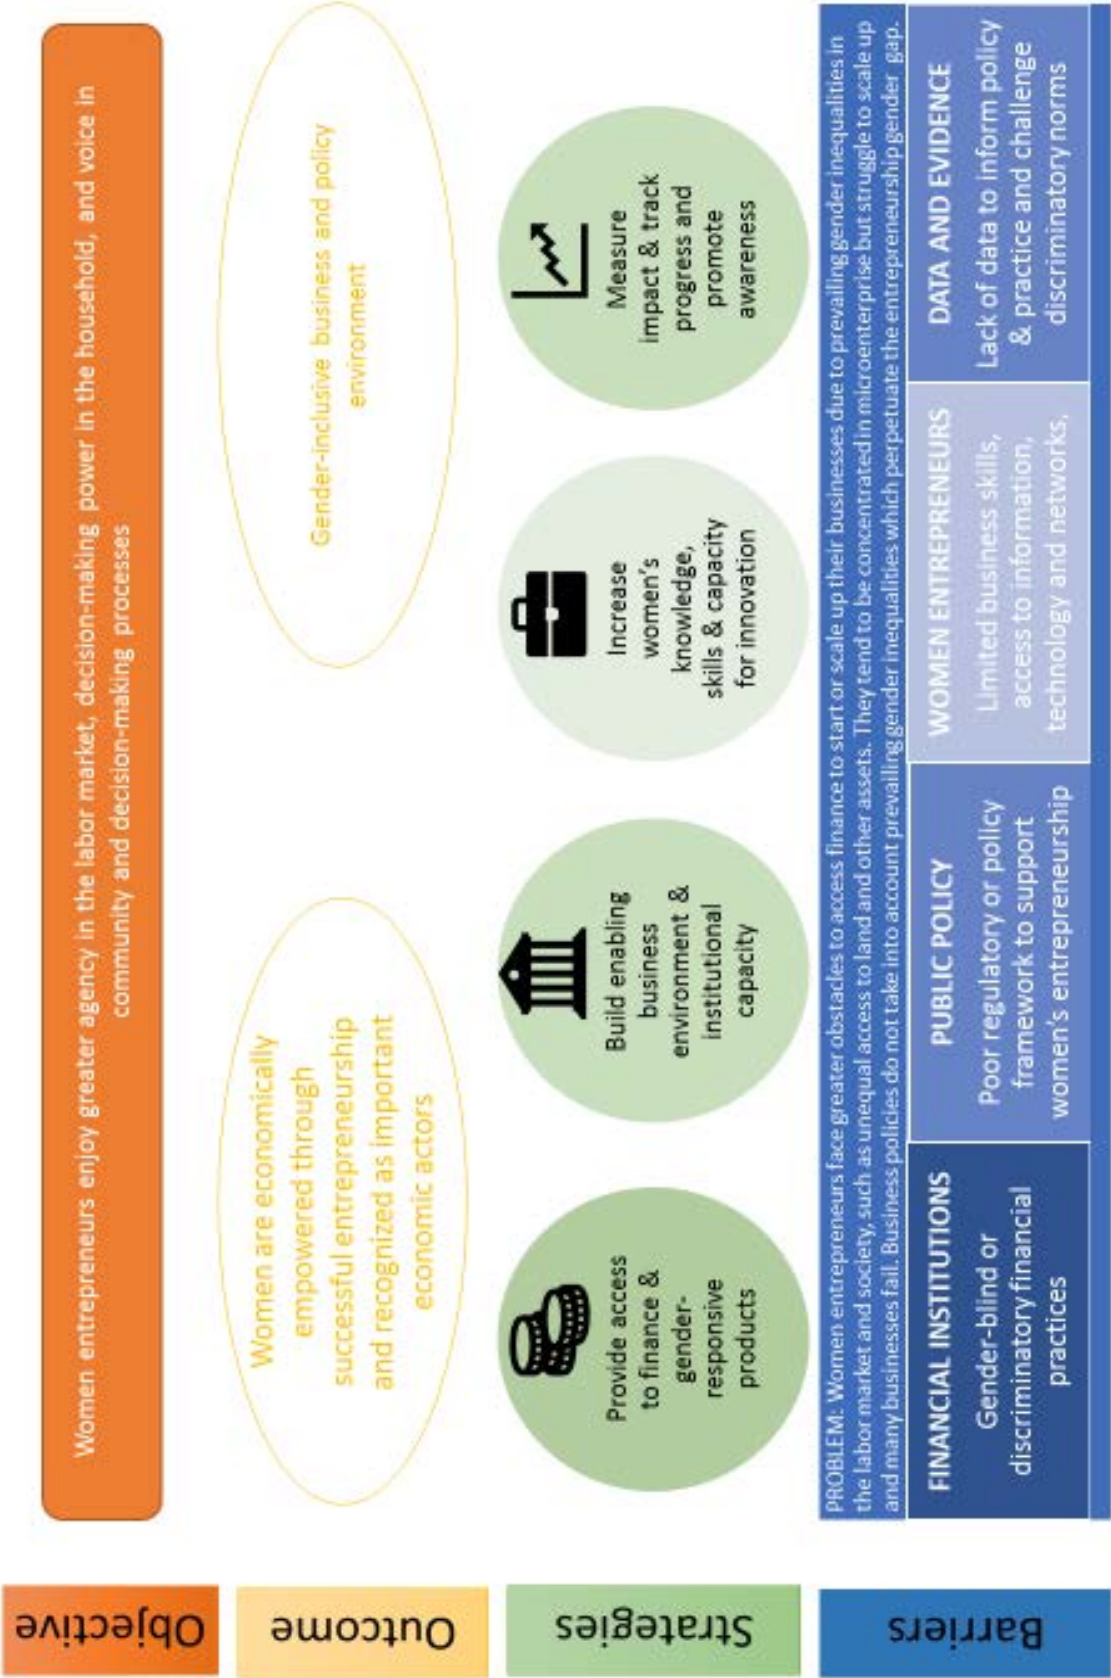 Objective
Women entrepreneurs enjoy greater agency in the labor market, decision-making power in the household, and voice in
community and decision-making processes
Outcome
Women are economically
empowered through
successful entrepreneurship
and recognized as important
economic actors
Gender-inclusive business and policy
environment
Strategies
Provide access
to finance &
gender-
responsive
products
Build enabling
business
environment &
institutional
capacity
Increase
women's
knowledge,
skills & capacity
for innovation
Measure
impact & track
progress and
promote
awareness
Barriers
PROBLEM: Women entrepreneurs face greater obstacles to access finance to start or scale up their businesses due to prevailing gender inequalities in
the labor market and society, such as unequal access to land and other assets. They tend to be concentrated in microenterprise but struggle to scale up
and many businesses fail. Business policies do not take into account prevailing gender inequalities which perpetuate the entrepreneurship gender gap.
FINANCIAL INSTITUTIONS
Gender-blind or
discriminatory financial
practices
PUBLIC POLICY
Poor regulatory or policy
framework to support
women's entrepreneurship
WOMEN ENTREPRENEURS
Limited business skills,
access to information,
technology and networks,
DATA AND EVIDENCE
Lack of data to inform policy
& practice and challenge
discriminatory norms